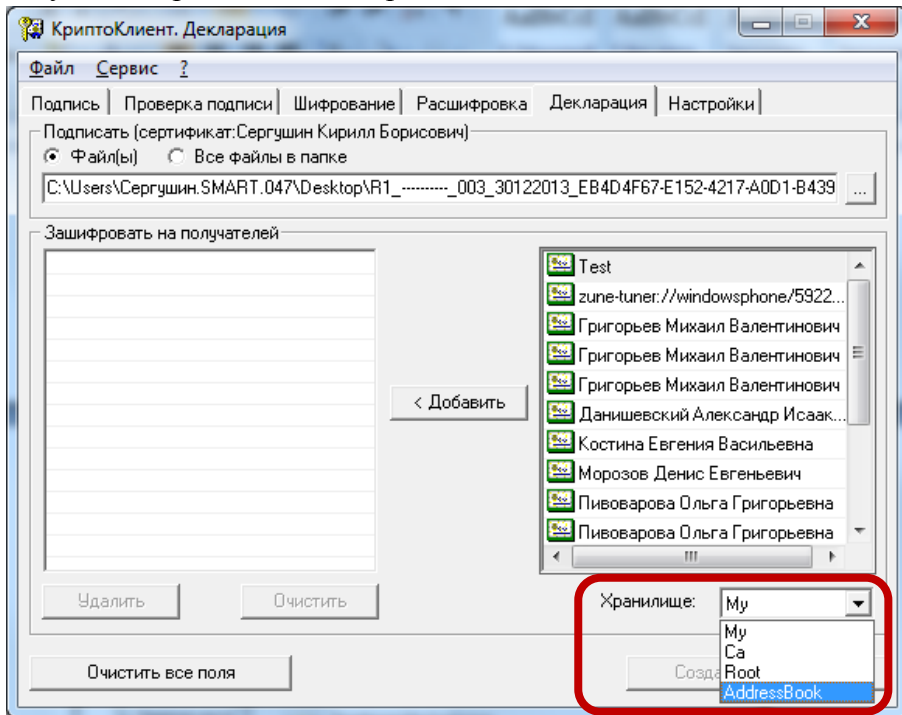 КриптоКлиент. Декларация
Файл Сервис ?
Подпись Проверка подписи Шифрование Расшифровка Декларация Настройки
Подписать (сертификат:Сергушин Кирилл Борисович)
Файл(ы) Все файлы в папке
C:\Users\Сергушин.SMART.047\Desktop\R1_----------_003_30122013_EB4D4F67-E152-4217-A0D1-B439 ...
Зашифровать на получателей
Test
zune-tuner://windowsphone/5922...
Григорьев Михаил Валентинович
Григорьев Михаил Валентинович
Григорьев Михаил Валентинович
< Добавить
Данишевский Александр Исаак...
Костина Евгения Васильевна
Морозов Денис Евгеньевич
Пивоварова Ольга Григорьевна
Пивоварова Ольга Григорьевна
Удалить Очистить
Хранилище: My
My
Ca
Root
AddressBook
Очистить все поля